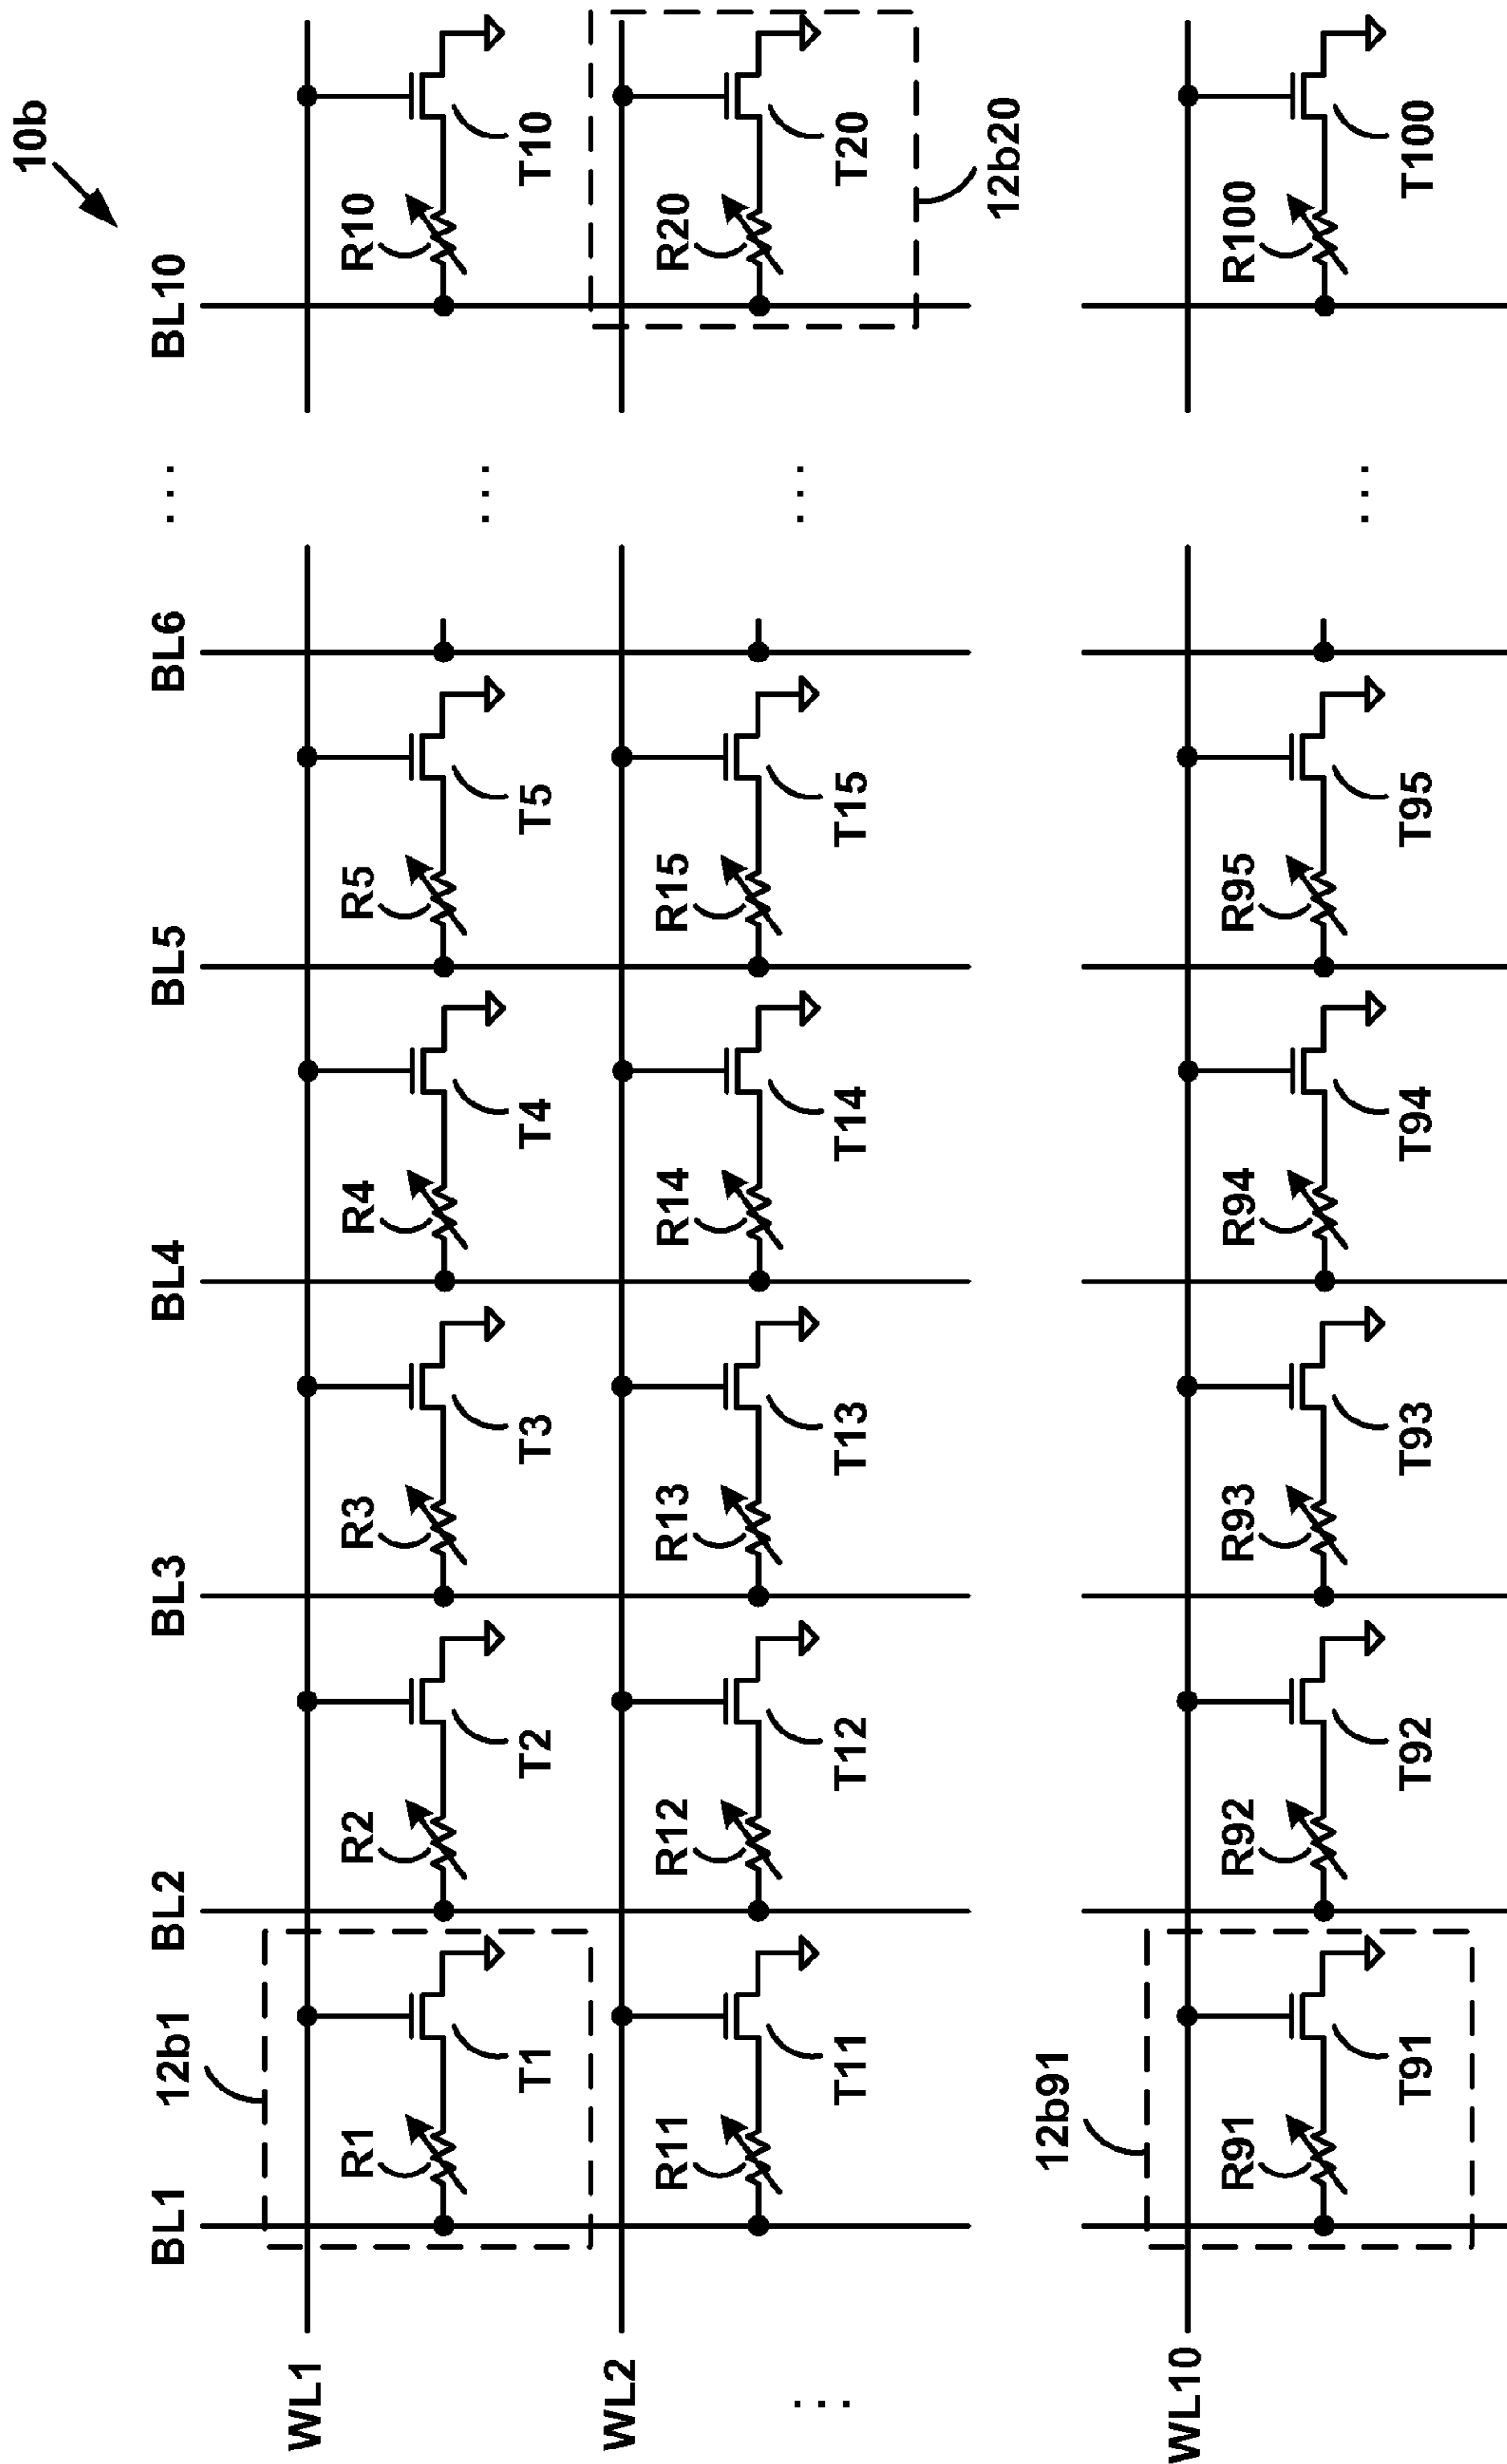 10b
BL1 BL2 BL3 BL4 BL5 BL6 ... BL10
12b1
WL1
R1 R2 R3 R4 R5 R10
T1 T2 T3 T4 T5 ... T10
WL2
R11 R12 R13 R14 R15 R20
T11 T12 T13 T14 T15 ... T20
...
12b20
12b91
WL10
R91 R92 R93 R94 R95 R100
T91 T92 T93 T94 T95 ... T100